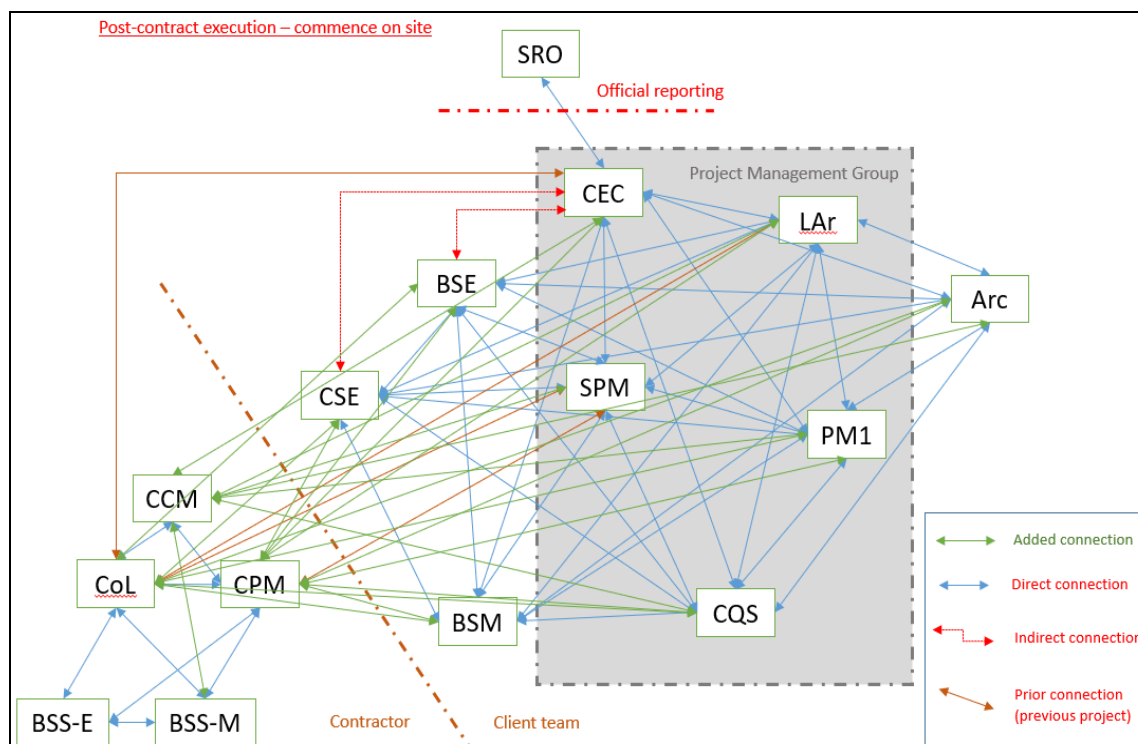 Post-contract execution – commence on site
SRO
Official reporting
Project Management Group
CEC
LAr
BSE
Arc
CSE
SPM
PM1
CCM
CoL
CPM
BSM
CQS
BSS-E
BSS-M
Contractor
Client team
Added connection
Direct connection
Indirect connection
Prior connection
(previous project)